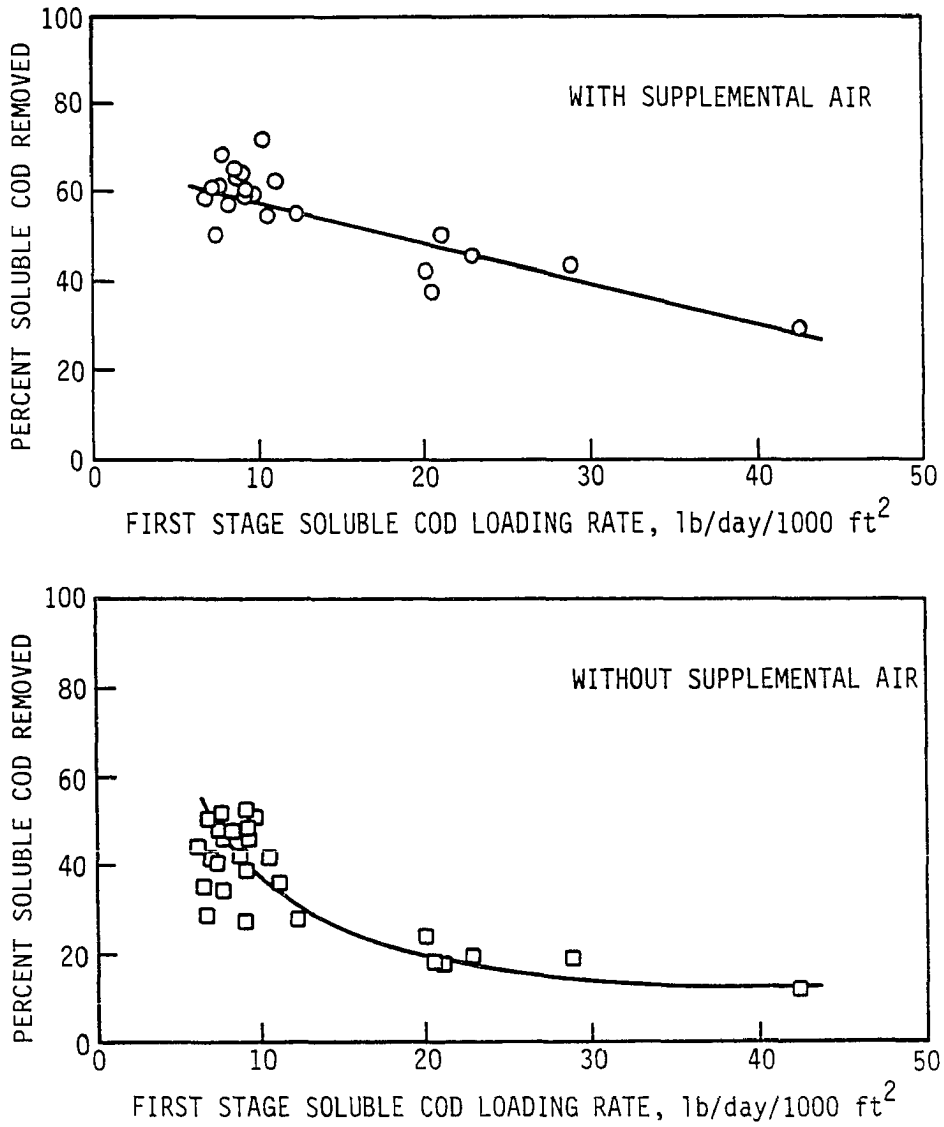 100
80
60
40
20
0
PERCENT SOLUBLE COD REMOVED
WITH SUPPLEMENTAL AIR
0 10 20 30 40 50
FIRST STAGE SOLUBLE COD LOADING RATE, lb/day/1000 ft²
100
80
60
40
20
0
PERCENT SOLUBLE COD REMOVED
WITHOUT SUPPLEMENTAL AIR
0 10 20 30 40 50
FIRST STAGE SOLUBLE COD LOADING RATE, lb/day/1000 ft²